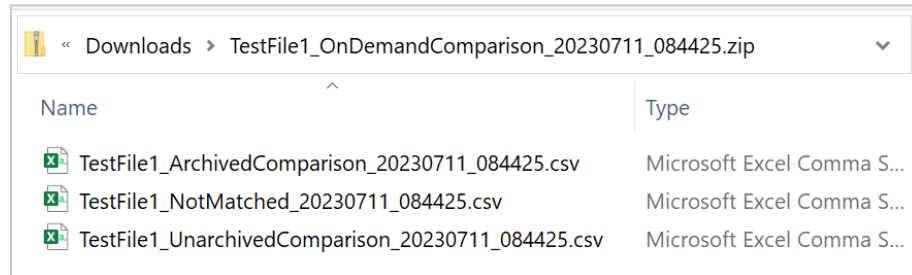 « Downloads > TestFile1_OnDemandComparison_20230711_084425.zip
Name Type
TestFile1_ArchivedComparison_20230711_084425.csv Microsoft Excel Comma S...
TestFile1_NotMatched_20230711_084425.csv Microsoft Excel Comma S...
TestFile1_UnarchivedComparison_20230711_084425.csv Microsoft Excel Comma S...